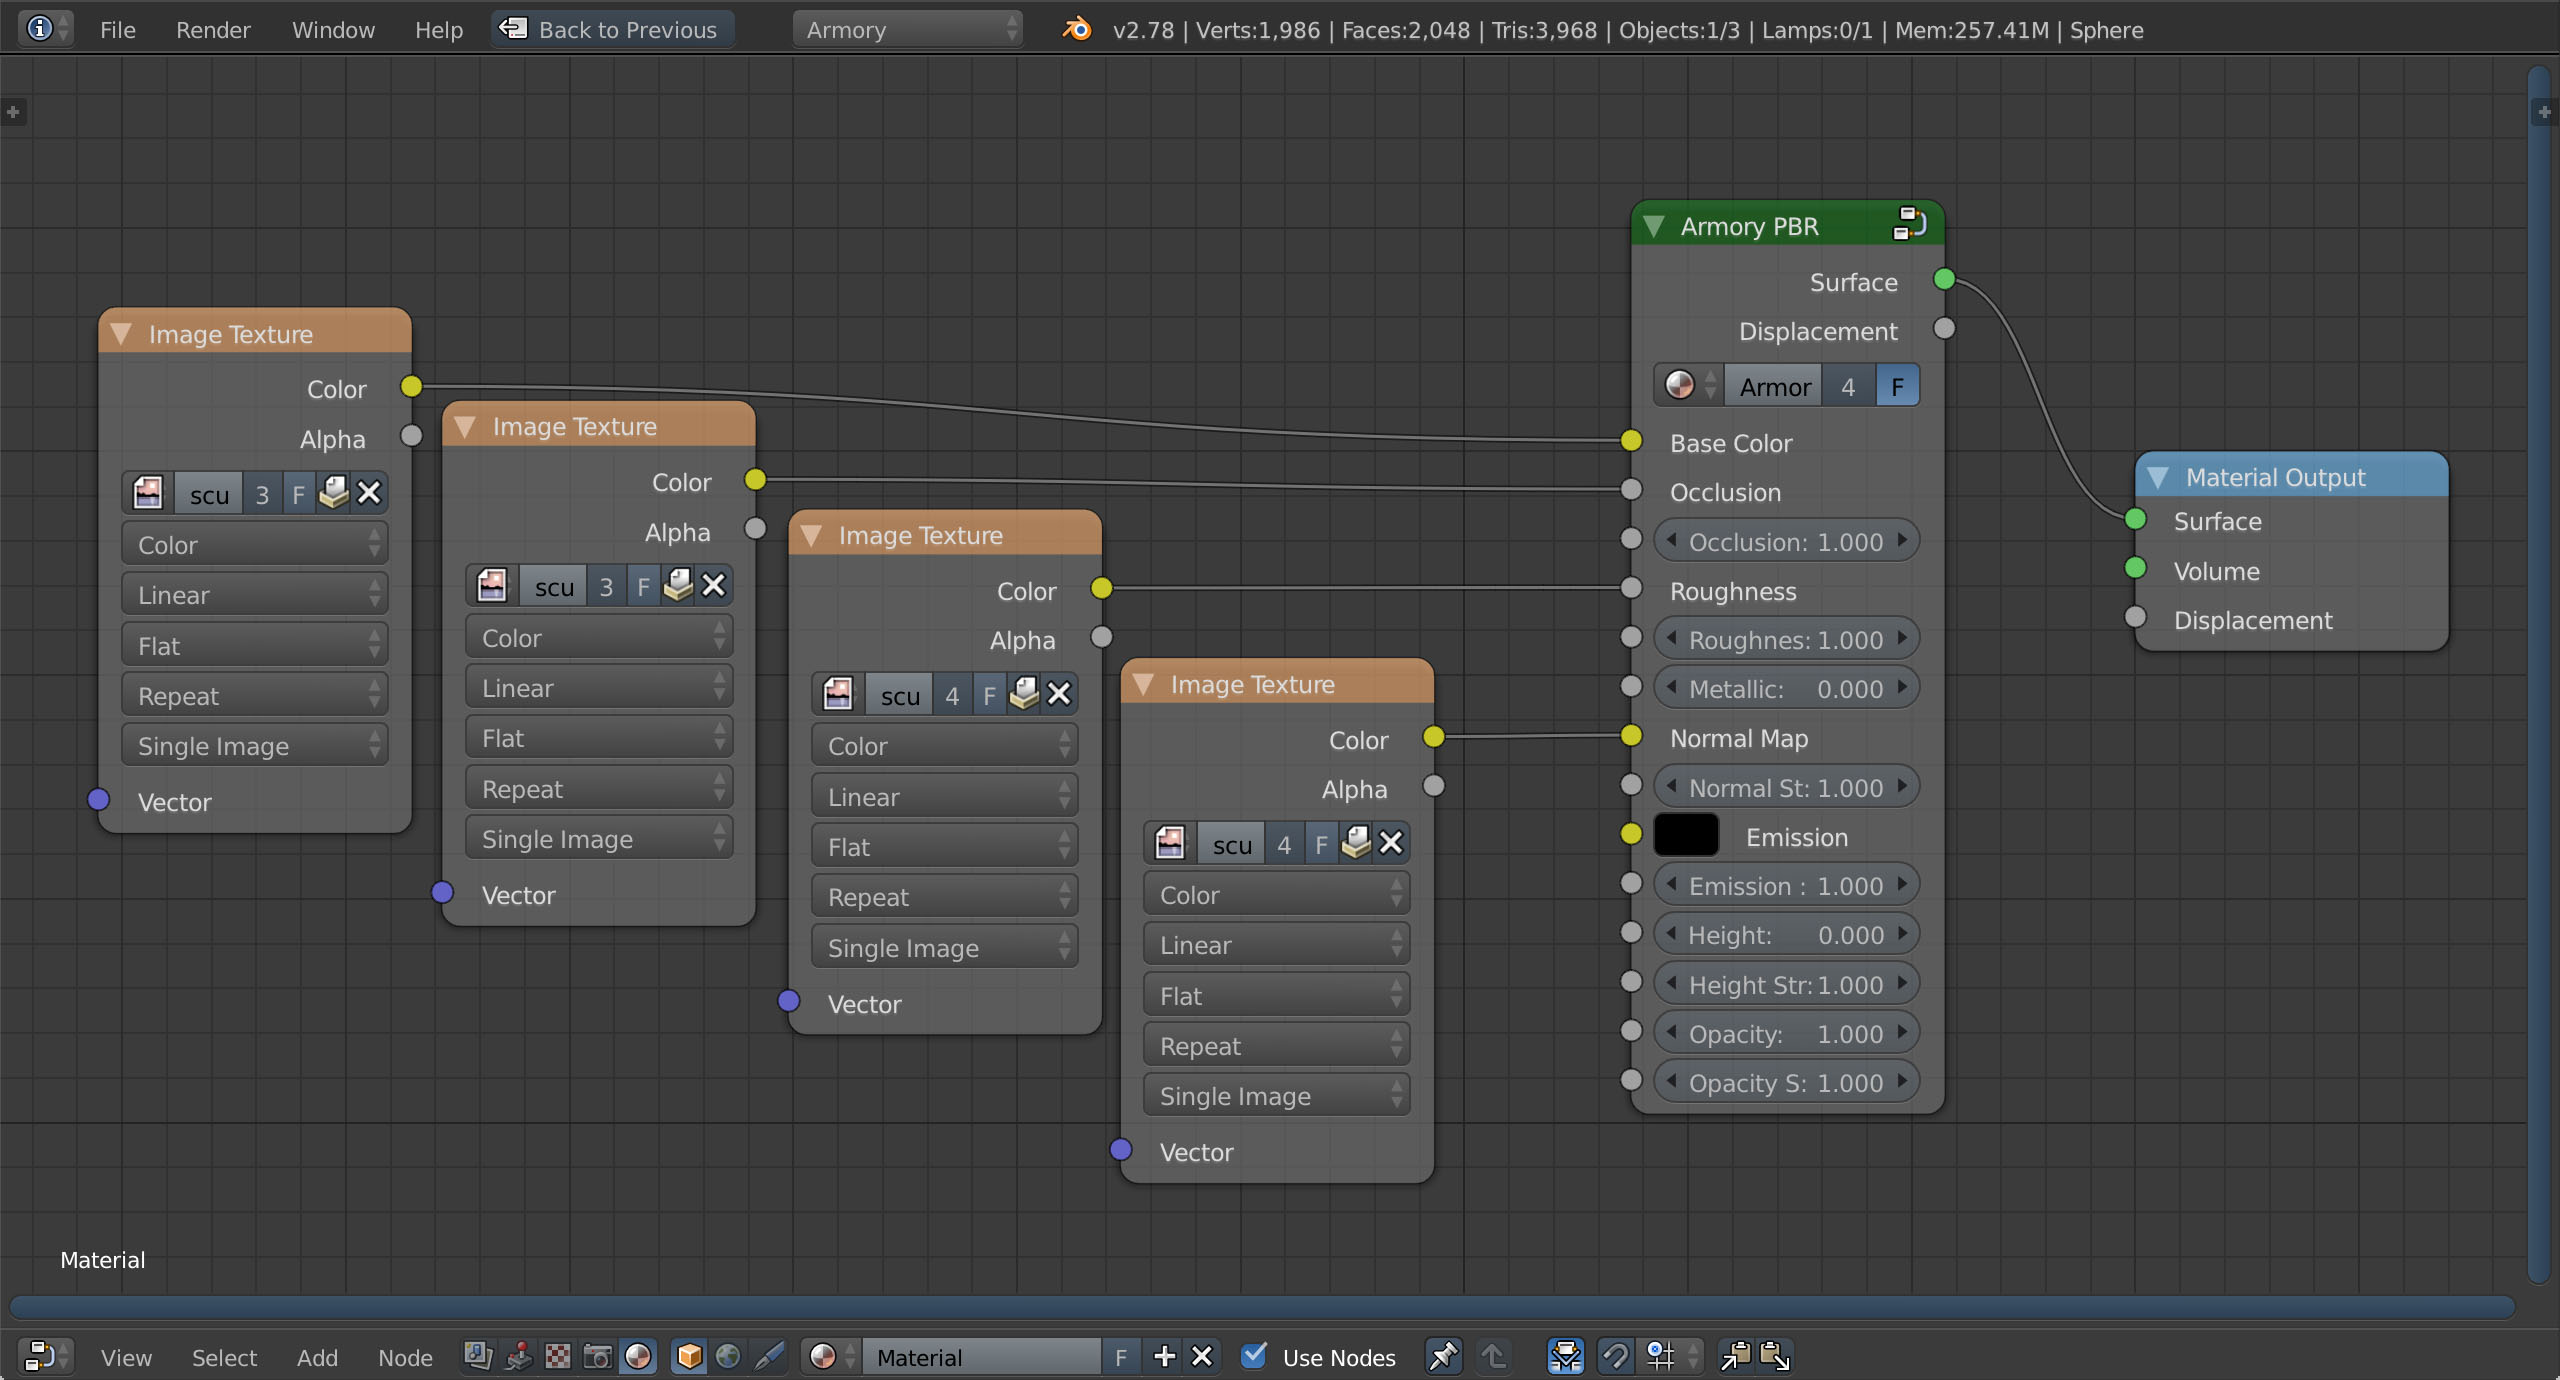 File Render Window Help Back to Previous Armory v2.78 | Verts:1,986 | Faces:2,048 | Tris:3,968 | Objects:1/3 | Lamps:0/1 | Mem:257.41M | Sphere
Image Texture
Color
Alpha
scu 3 F
Color
Linear
Flat
Repeat
Single Image
Vector
Image Texture
Color
Alpha
scu 3 F
Color
Linear
Flat
Repeat
Single Image
Vector
Image Texture
Color
Alpha
scu 4 F
Color
Linear
Flat
Repeat
Single Image
Vector
Image Texture
Color
Alpha
scu 4 F
Color
Linear
Flat
Repeat
Single Image
Vector
Armory PBR
Surface
Displacement
Armor 4 F
Base Color
Occlusion
Occlusion: 1.000
Roughness
Roughnes: 1.000
Metallic: 0.000
Normal Map
Normal St: 1.000
Emission
Emission : 1.000
Height: 0.000
Height Str: 1.000
Opacity: 1.000
Opacity S: 1.000
Material Output
Surface
Volume
Displacement
Material
View Select Add Node Material F Use Nodes